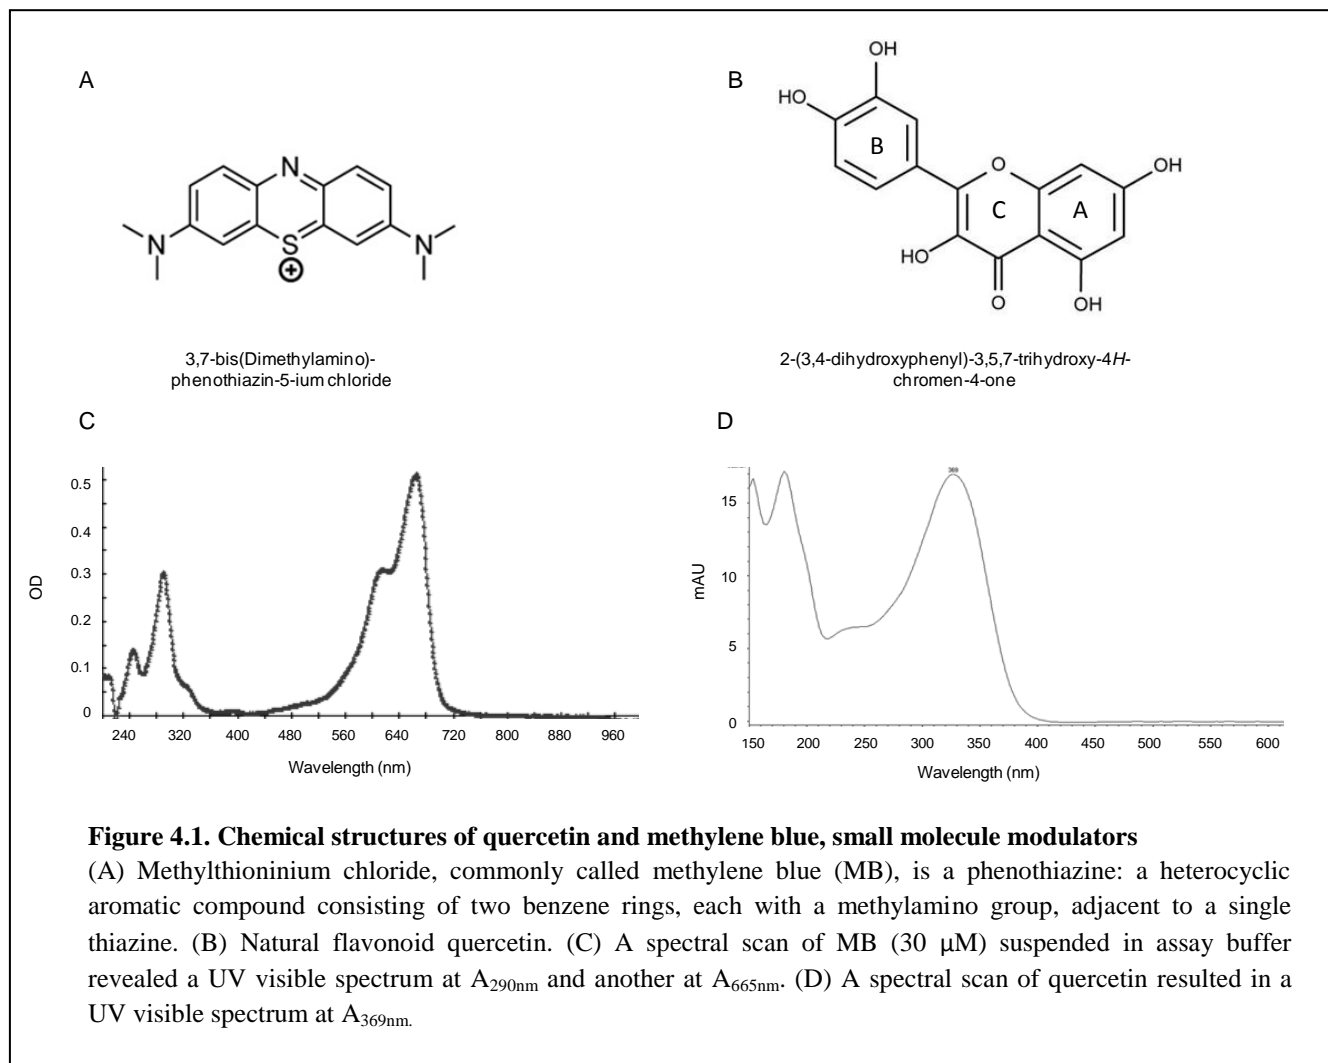 A
B
N
N
S
+
N
OH
HO
B
O
C
A
OH
HO
O
OH
3,7-bis(Dimethylamino)-
phenothiazin-5-ium chloride
2-(3,4-dihydroxyphenyl)-3,5,7-trihydroxy-4H-
chromen-4-one
C
D
0.5
0.4
0.3
0.2
0.1
0
OD
240 320 400 480 560 640 720 800 880 960
Wavelength (nm)
369
15
10
5
0
mAU
150 200 250 300 350 400 450 500 550 600
Wavelength (nm)
Figure 4.1. Chemical structures of quercetin and methylene blue, small molecule modulators
(A) Methylthioninium chloride, commonly called methylene blue (MB), is a phenothiazine: a heterocyclic
aromatic compound consisting of two benzene rings, each with a methylamino group, adjacent to a single
thiazine. (B) Natural flavonoid quercetin. (C) A spectral scan of MB (30 μM) suspended in assay buffer
revealed a UV visible spectrum at A290nm and another at A665nm. (D) A spectral scan of quercetin resulted in a
UV visible spectrum at A369nm.